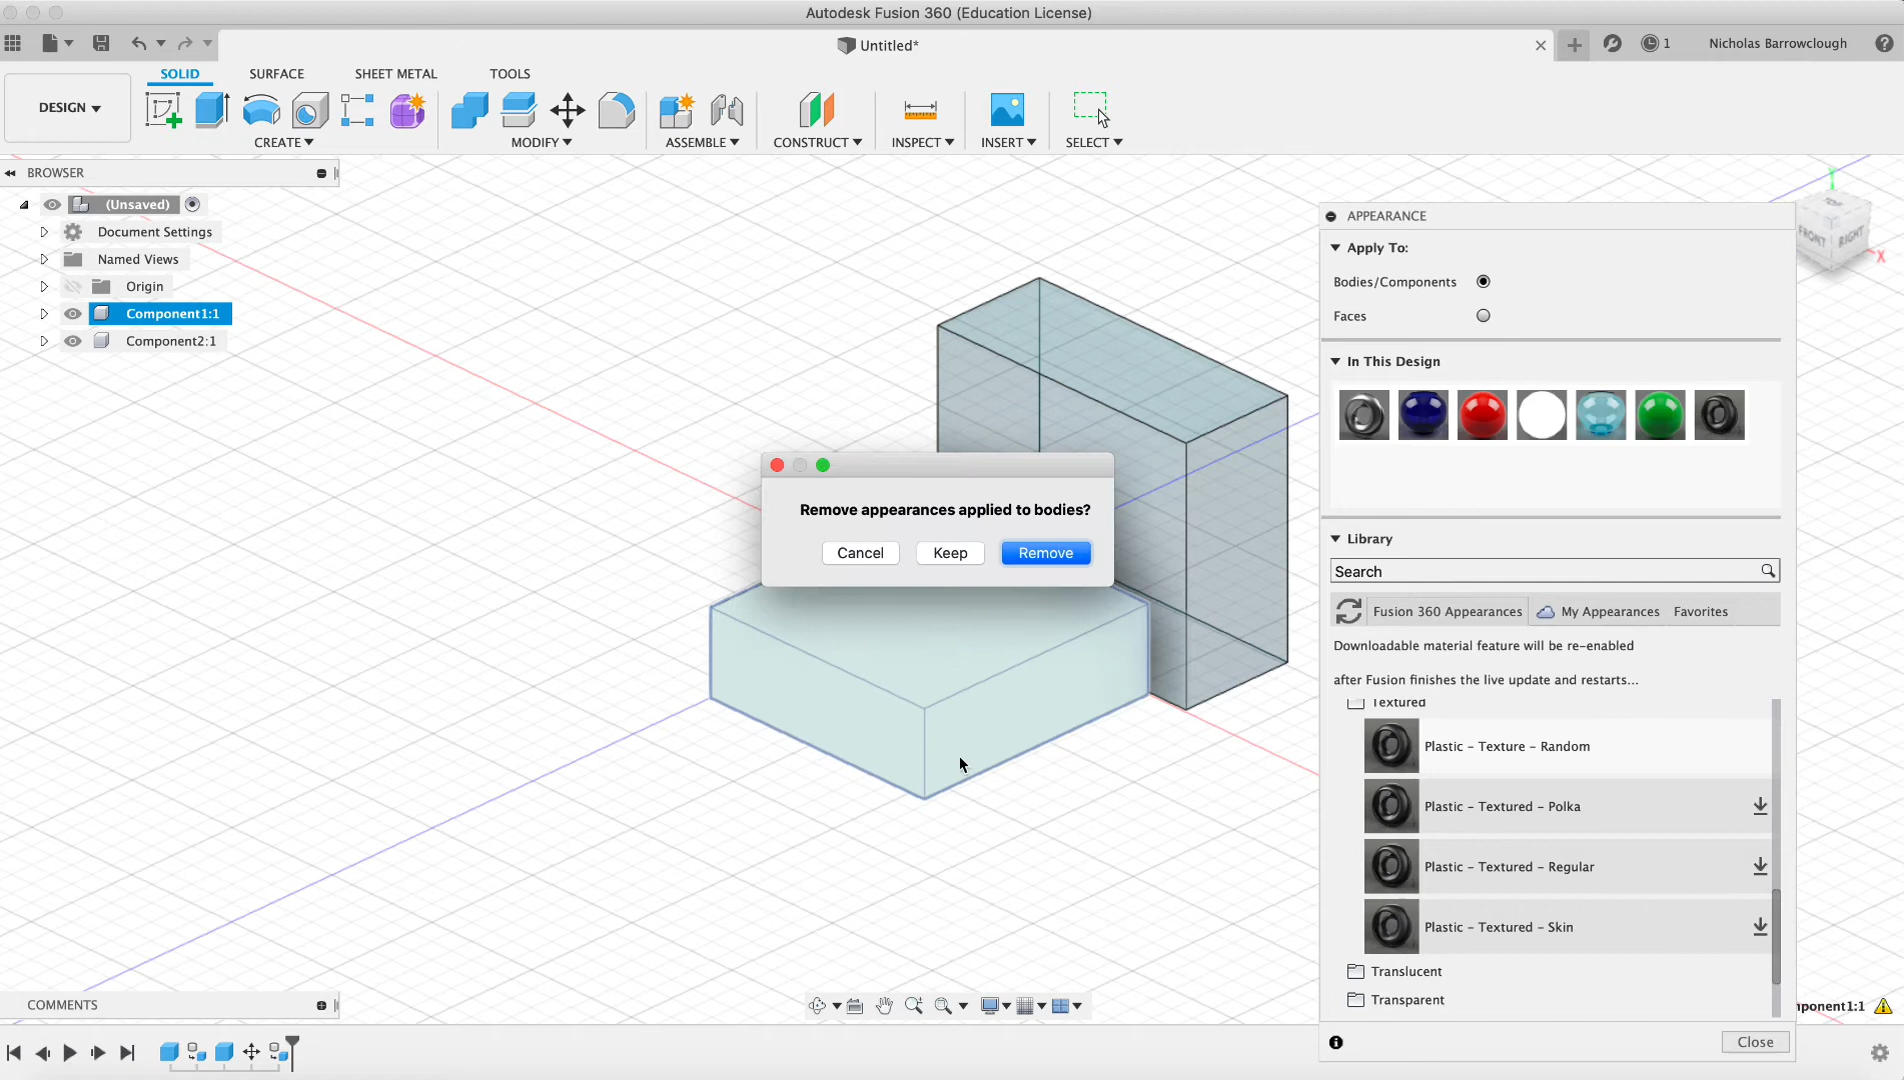 Autodesk Fusion 360 (Education License)
Untitled*
1
Nicholas Barrowclough
DESIGN
SOLID
SURFACE
SHEET METAL
TOOLS
CREATE
MODIFY
ASSEMBLE
CONSTRUCT
INSPECT
INSERT
SELECT
BROWSER
(Unsaved)
Document Settings
Named Views
Origin
Component1:1
Component2:1
FRONT
RIGHT
X
APPEARANCE
Apply To:
Bodies/Components
Faces
In This Design
Remove appearances applied to bodies?
Cancel
Keep
Remove
Library
Search
Fusion 360 Appearances
My Appearances
Favorites
Downloadable material feature will be re-enabled
after Fusion finishes the live update and restarts...
Textured
Plastic - Texture - Random
Plastic - Textured - Polka
Plastic - Textured - Regular
Plastic - Textured - Skin
Translucent
Transparent
COMMENTS
nponent1:1
Close